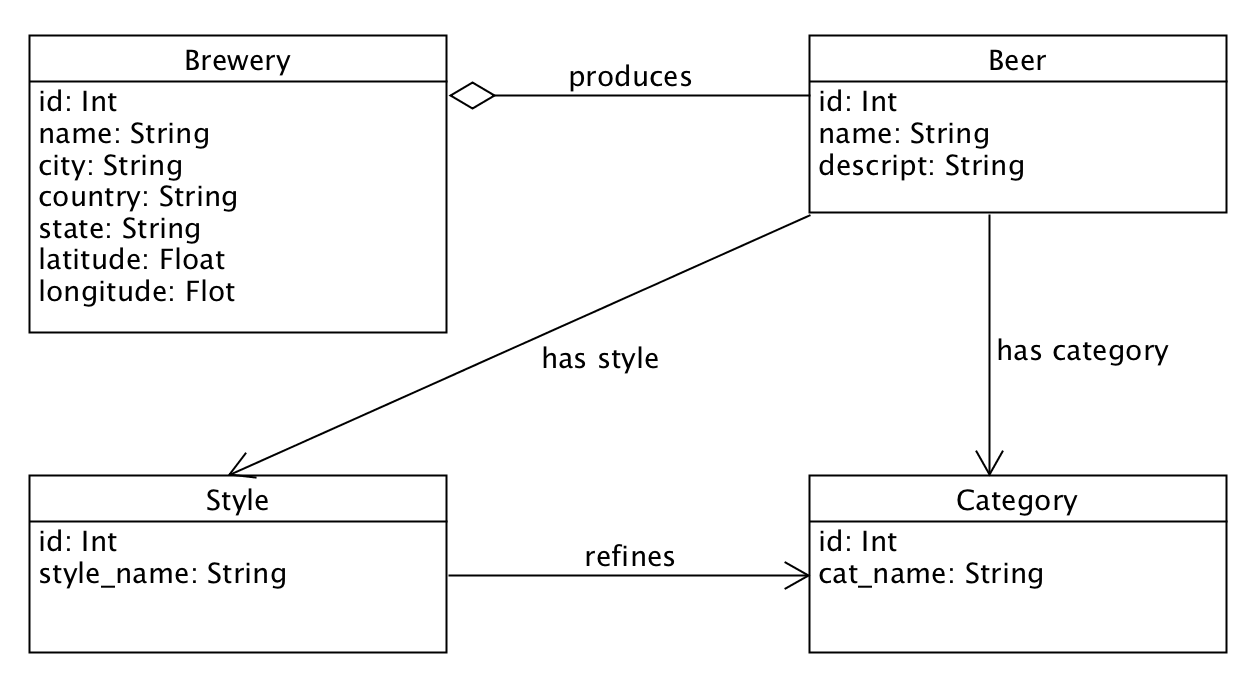 Brewery
id: Int
name: String
city: String
country: String
state: String
latitude: Float
longitude: Flot
produces
Beer
id: Int
name: String
descript: String
has style
has category
Style
id: Int
style_name: String
refines
Category
id: Int
cat_name: String